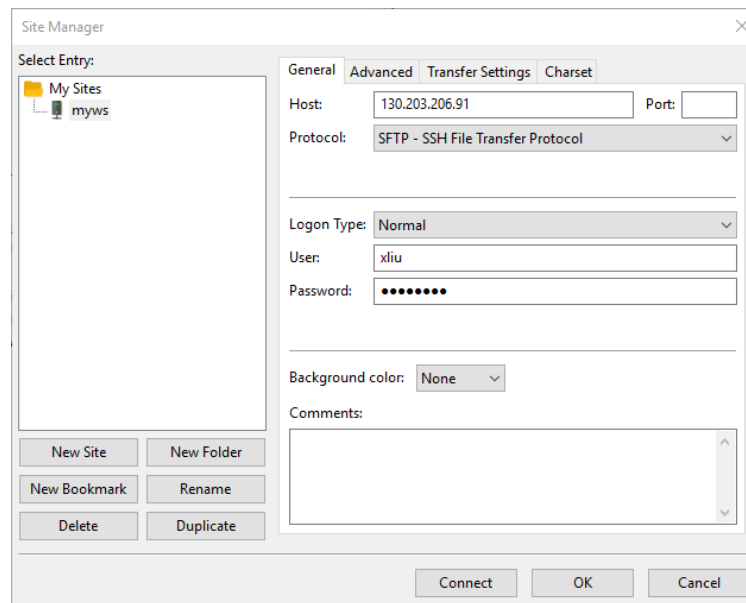 Site Manager
Select Entry:
My Sites
myws
New Site New Folder
New Bookmark Rename
Delete Duplicate
General Advanced Transfer Settings Charset
Host: 130.203.206.91 Port:
Protocol: SFTP - SSH File Transfer Protocol
Logon Type: Normal
User: xliu
Password: ●●●●●●●●
Background color: None
Comments:
Connect OK Cancel